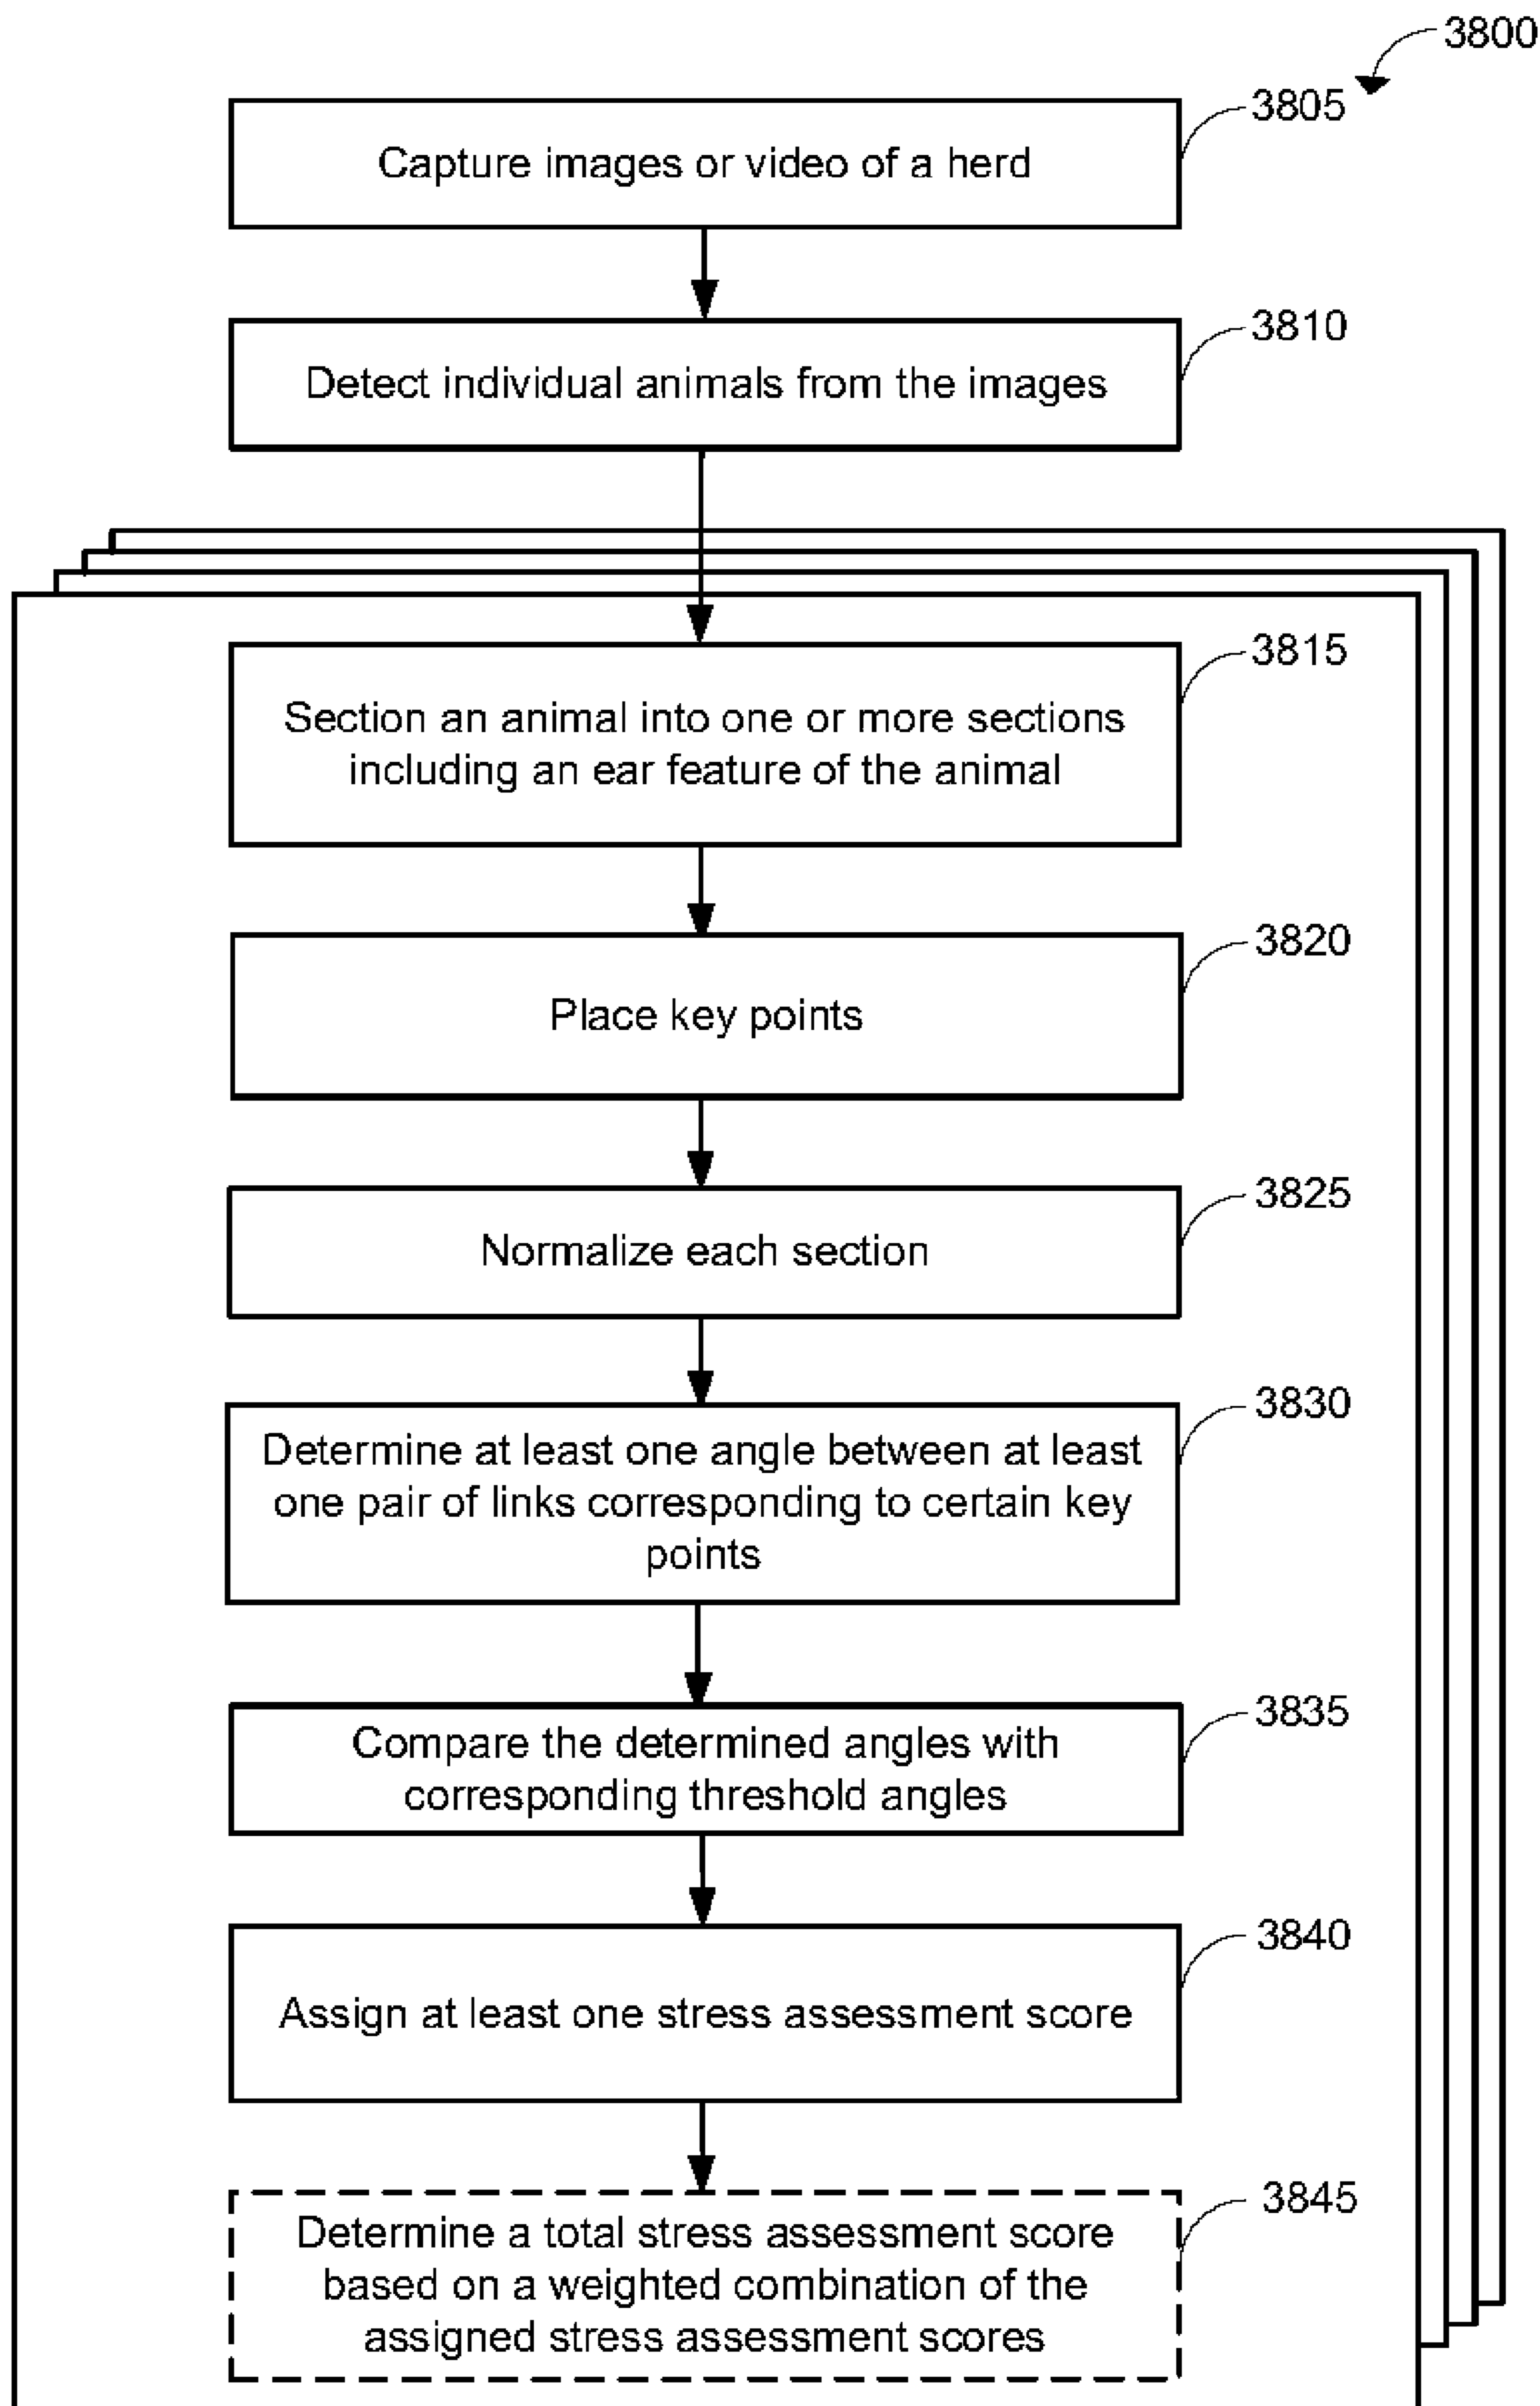 3800
3805
Capture images or video of a herd
3810
Detect individual animals from the images
3815
Section an animal into one or more sections
including an ear feature of the animal
3820
Place key points
3825
Normalize each section
3830
Determine at least one angle between at least
one pair of links corresponding to certain key
points
3835
Compare the determined angles with
corresponding threshold angles
3840
Assign at least one stress assessment score
3845
Determine a total stress assessment score
based on a weighted combination of the
assigned stress assessment scores